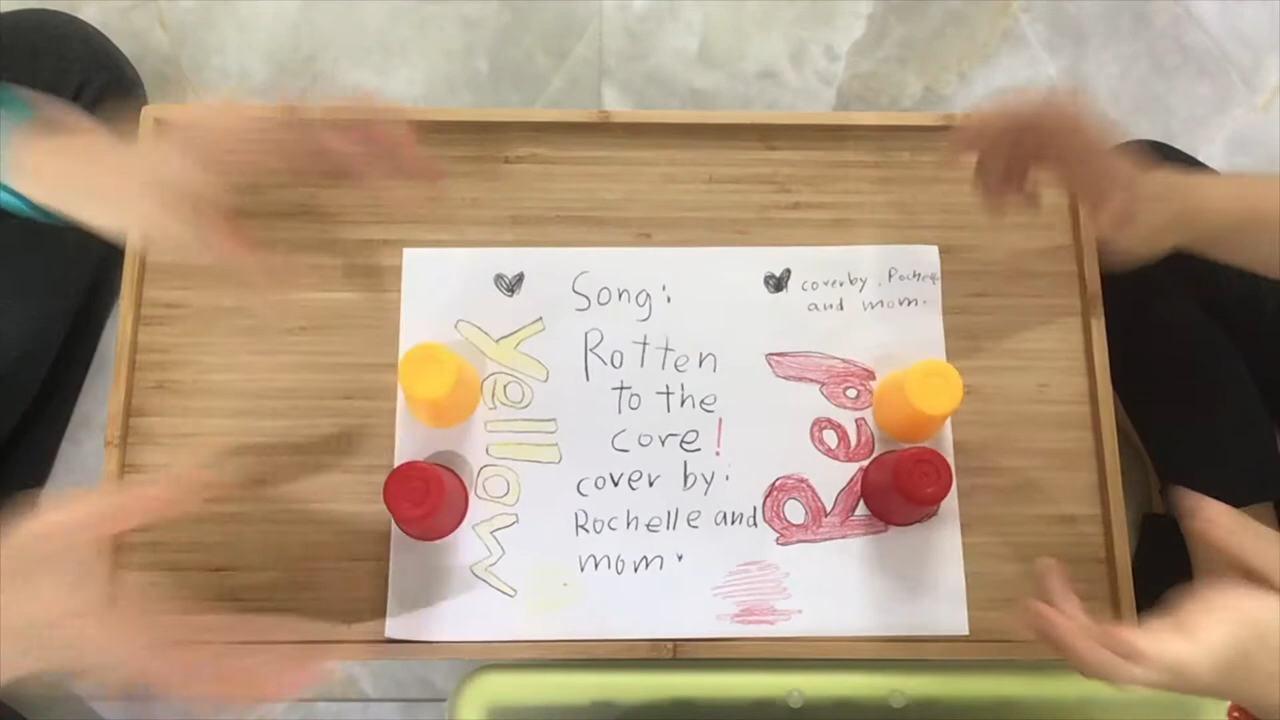 Song:
Rotten
to the
core!
cover by:
Rochelle and
mom.
cover by. Rochelle
and mom.
Yellow
Red